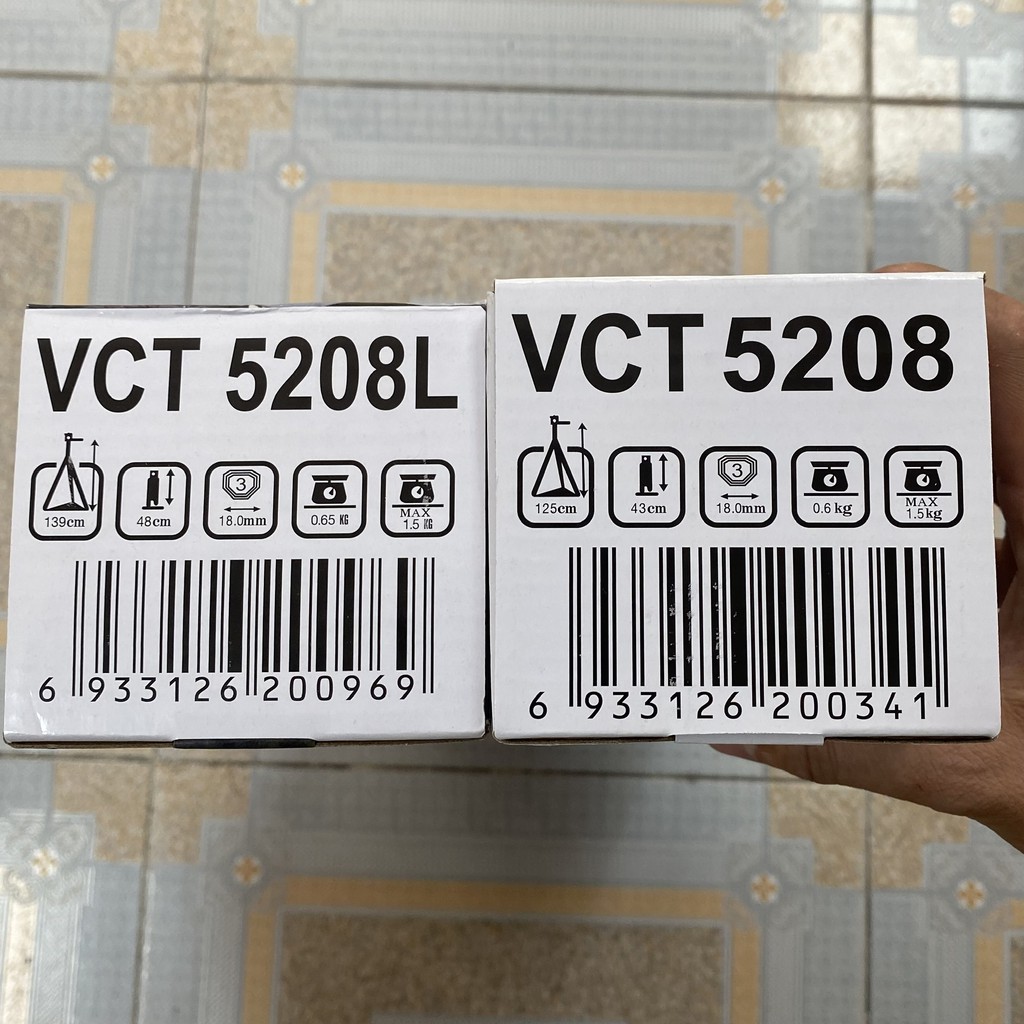 VCT 5208L
139cm
48cm
3
18.0mm
0.65 KG
MAX
1.5 KG
6 933126 200969
VCT 5208
125cm
43cm
3
18.0mm
0.6 kg
MAX
1.5kg
6 933126 200341